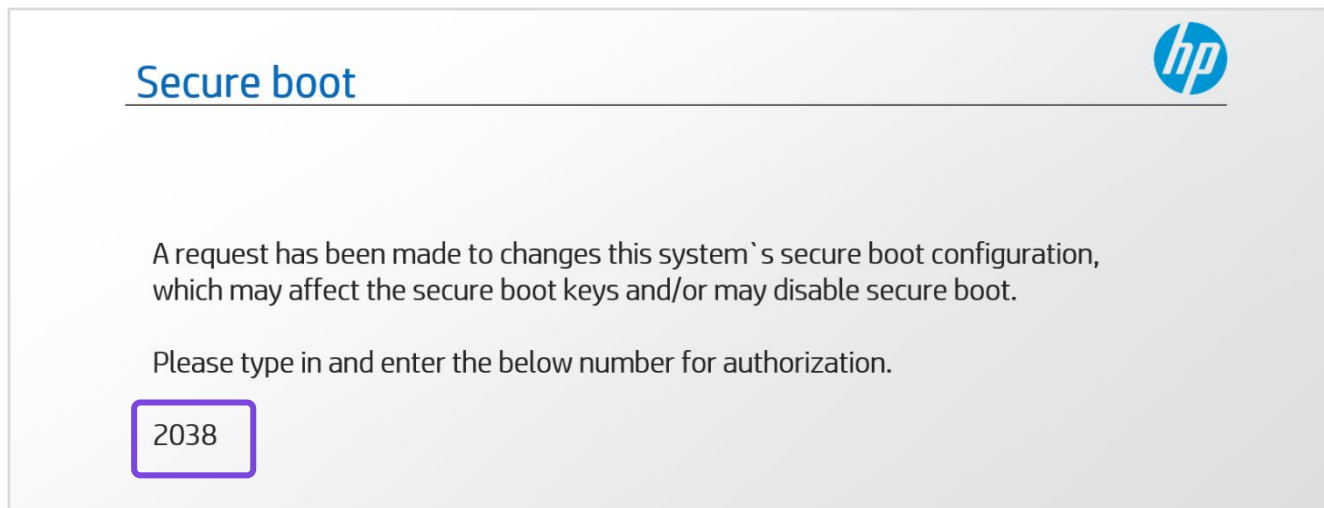 hp
Secure boot
A request has been made to changes this system`s secure boot configuration,
which may affect the secure boot keys and/or may disable secure boot.
Please type in and enter the below number for authorization.
2038